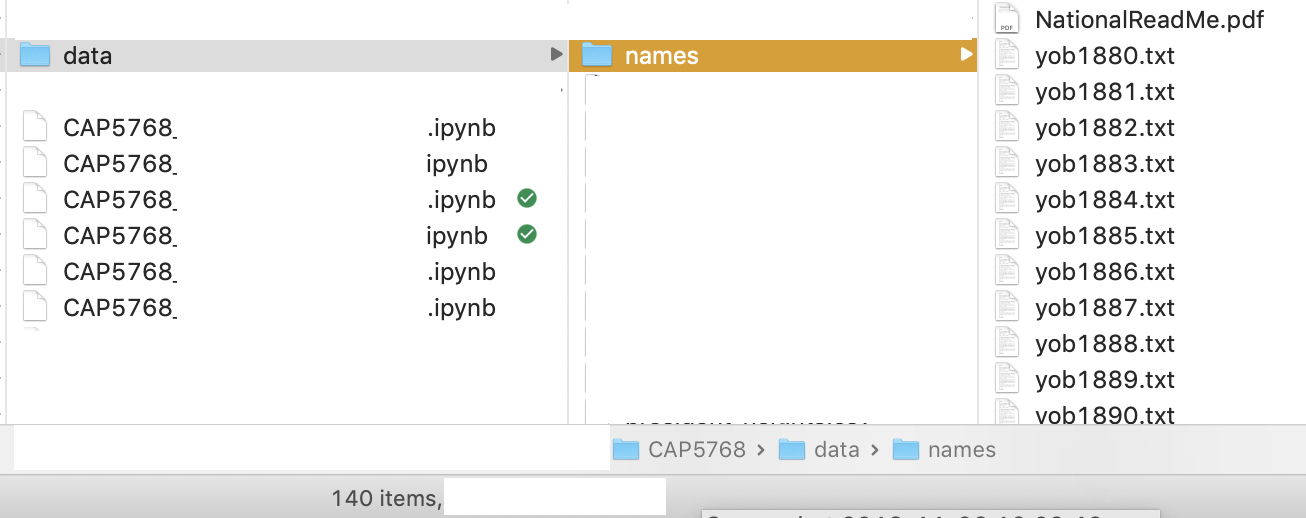 data
CAP5768_ .ipynb
CAP5768_ ipynb
CAP5768_ .ipynb
CAP5768_ ipynb
CAP5768_ .ipynb
CAP5768_ .ipynb
names
NationalReadMe.pdf
yob1880.txt
yob1881.txt
yob1882.txt
yob1883.txt
yob1884.txt
yob1885.txt
yob1886.txt
yob1887.txt
yob1888.txt
yob1889.txt
yob1890.txt
CAP5768 > data > names
140 items,